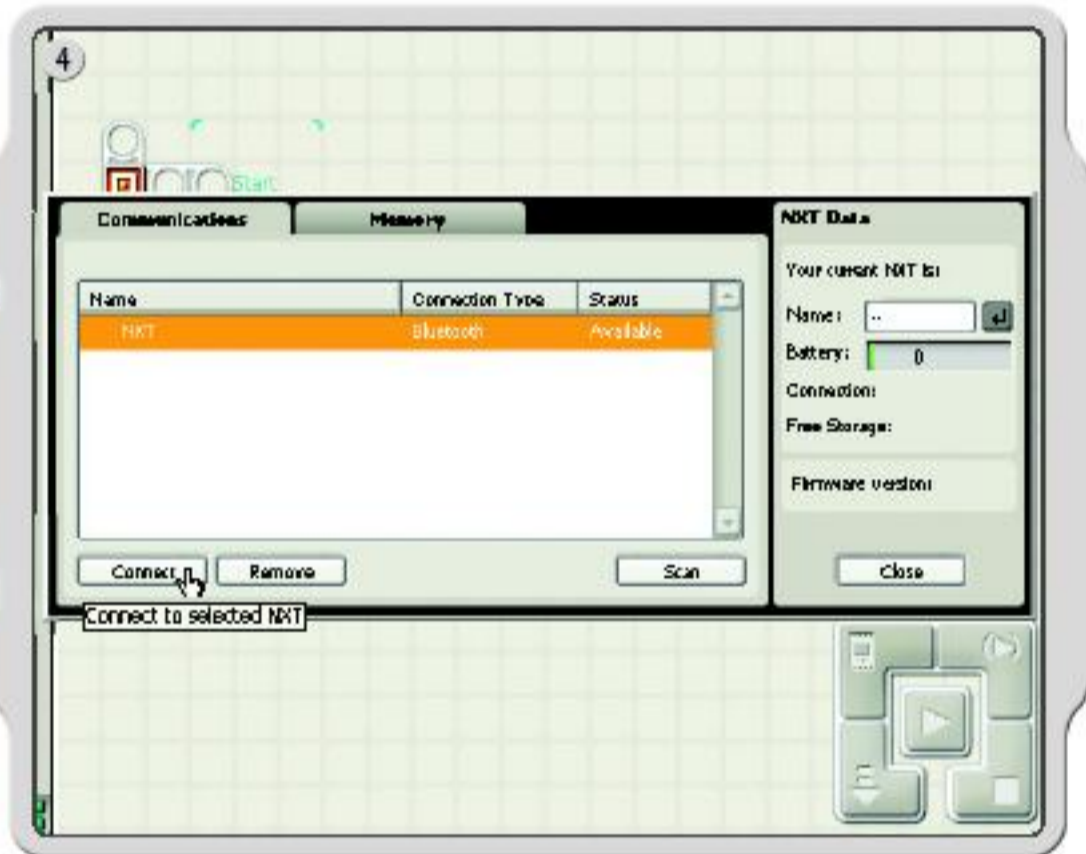 4
Start
Communications Memory
Name Connection Type Status
NXT Bluetooth Available
Connect Remove Scan
Connect to selected NXT
NXT Data
Your current NXT is:
Name: --
Battery: 0
Connection:
Free Storage:
Firmware version:
Close